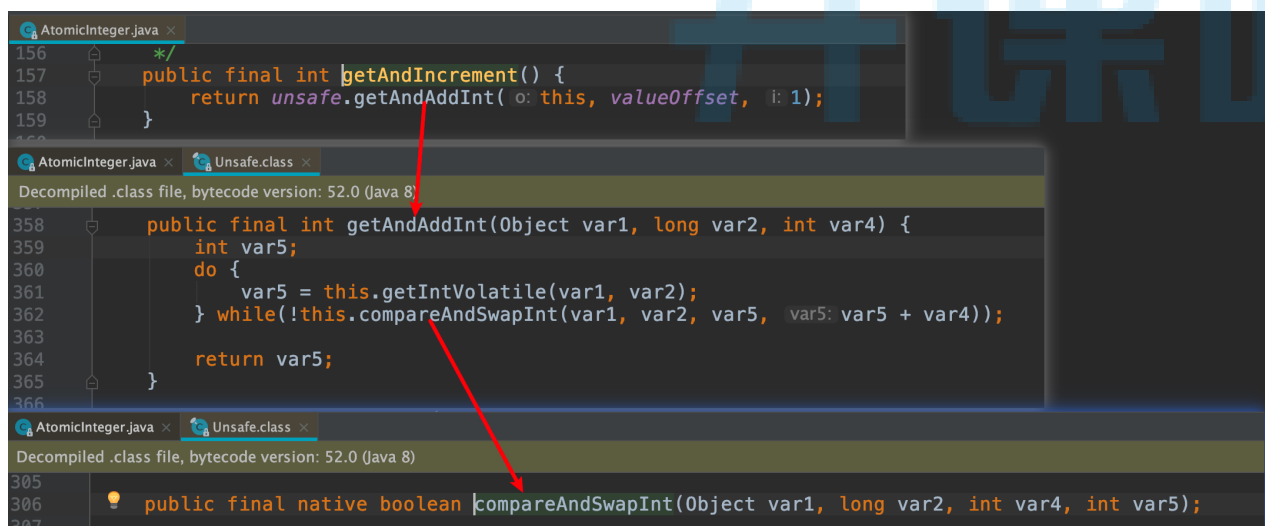 AtomicInteger.java ×
156 */
157 public final int getAndIncrement() {
158 return unsafe.getAndAddInt( o: this, valueOffset, i: 1);
159 }
AtomicInteger.java × Unsafe.class ×
Decompiled .class file, bytecode version: 52.0 (Java 8)
358 public final int getAndAddInt(Object var1, long var2, int var4) {
359 int var5;
360 do {
361 var5 = this.getIntVolatile(var1, var2);
362 } while(!this.compareAndSwapInt(var1, var2, var5, var5: var5 + var4));
363
364 return var5;
365 }
366
AtomicInteger.java × Unsafe.class ×
Decompiled .class file, bytecode version: 52.0 (Java 8)
305
306 public final native boolean compareAndSwapInt(Object var1, long var2, int var4, int var5);